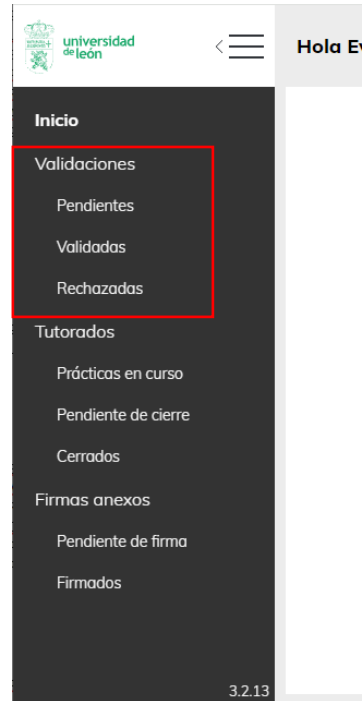 universidad
de león
Hola Ev
Inicio
Validaciones
Pendientes
Validadas
Rechazadas
Tutorados
Prácticas en curso
Pendiente de cierre
Cerrados
Firmas anexos
Pendiente de firma
Firmados
3.2.13